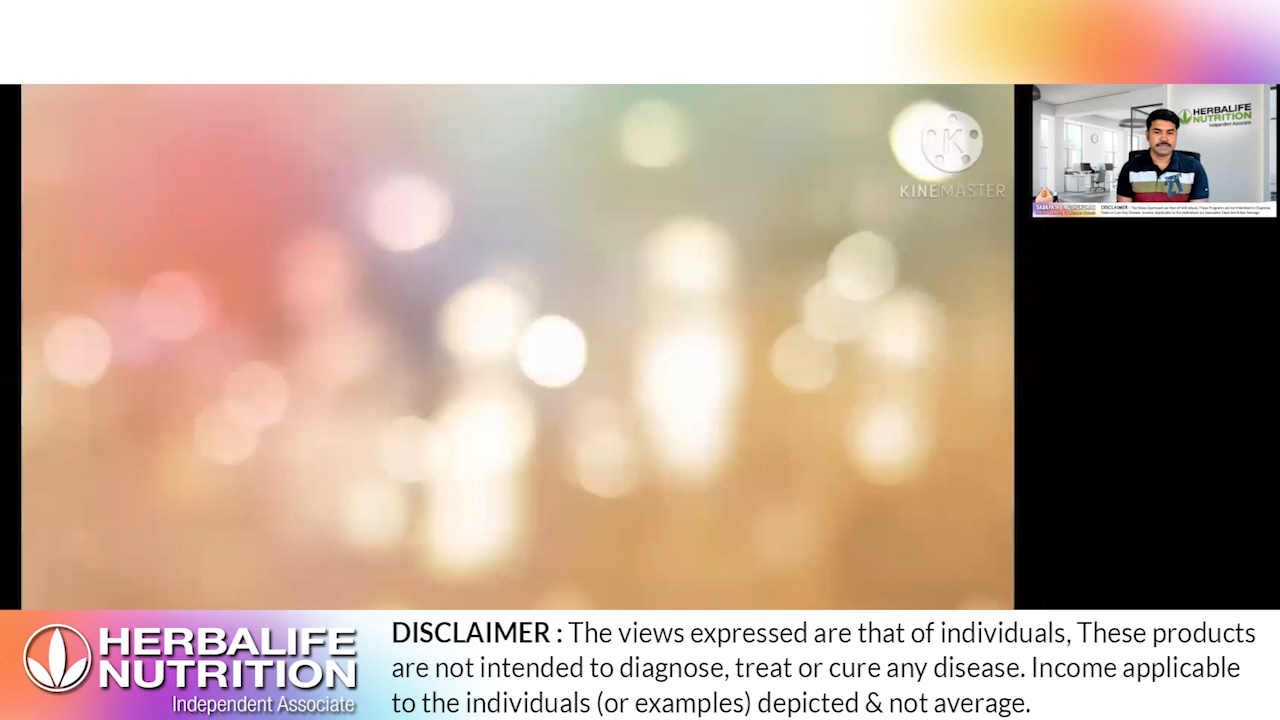 KINEMASTER
HERBALIFE
NUTRITION
Independent Associate
HERBALIFE
NUTRITION
Independent Associate
DISCLAIMER : The views expressed are that of individuals, These products
are not intended to diagnose, treat or cure any disease. Income applicable
to the individuals (or examples) depicted & not average.